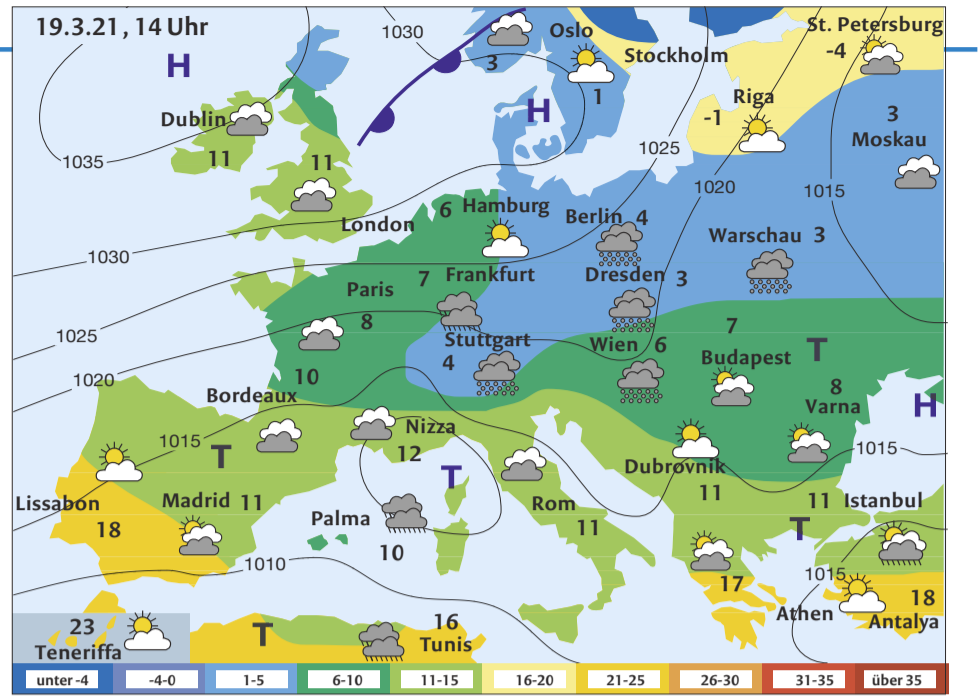 19.3.21, 14 Uhr
1030
Oslo
St. Petersburg
-4
H
3
Stockholm
1
Riga
-1
H
3
Moskau
Dublin
11
11
1035
1025
1020
1015
London
6
Hamburg
Berlin 4
Warschau 3
1030
7
Frankfurt
Dresden 3
Paris
8
1025
Stuttgart
4
Wien 6
7
T
Budapest
1020
10
Bordeaux
8
Varna
H
1015
T
Nizza
12
1015
T
Dubrovnik
11
Lissabon
18
Madrid 11
Palma
10
Rom
11
11
Istanbul
T
1010
1015
17
Athen
18
Antalya
23
Teneriffa
T
16
Tunis
unter -4
-4-0
1-5
6-10
11-15
16-20
21-25
26-30
31-35
über 35